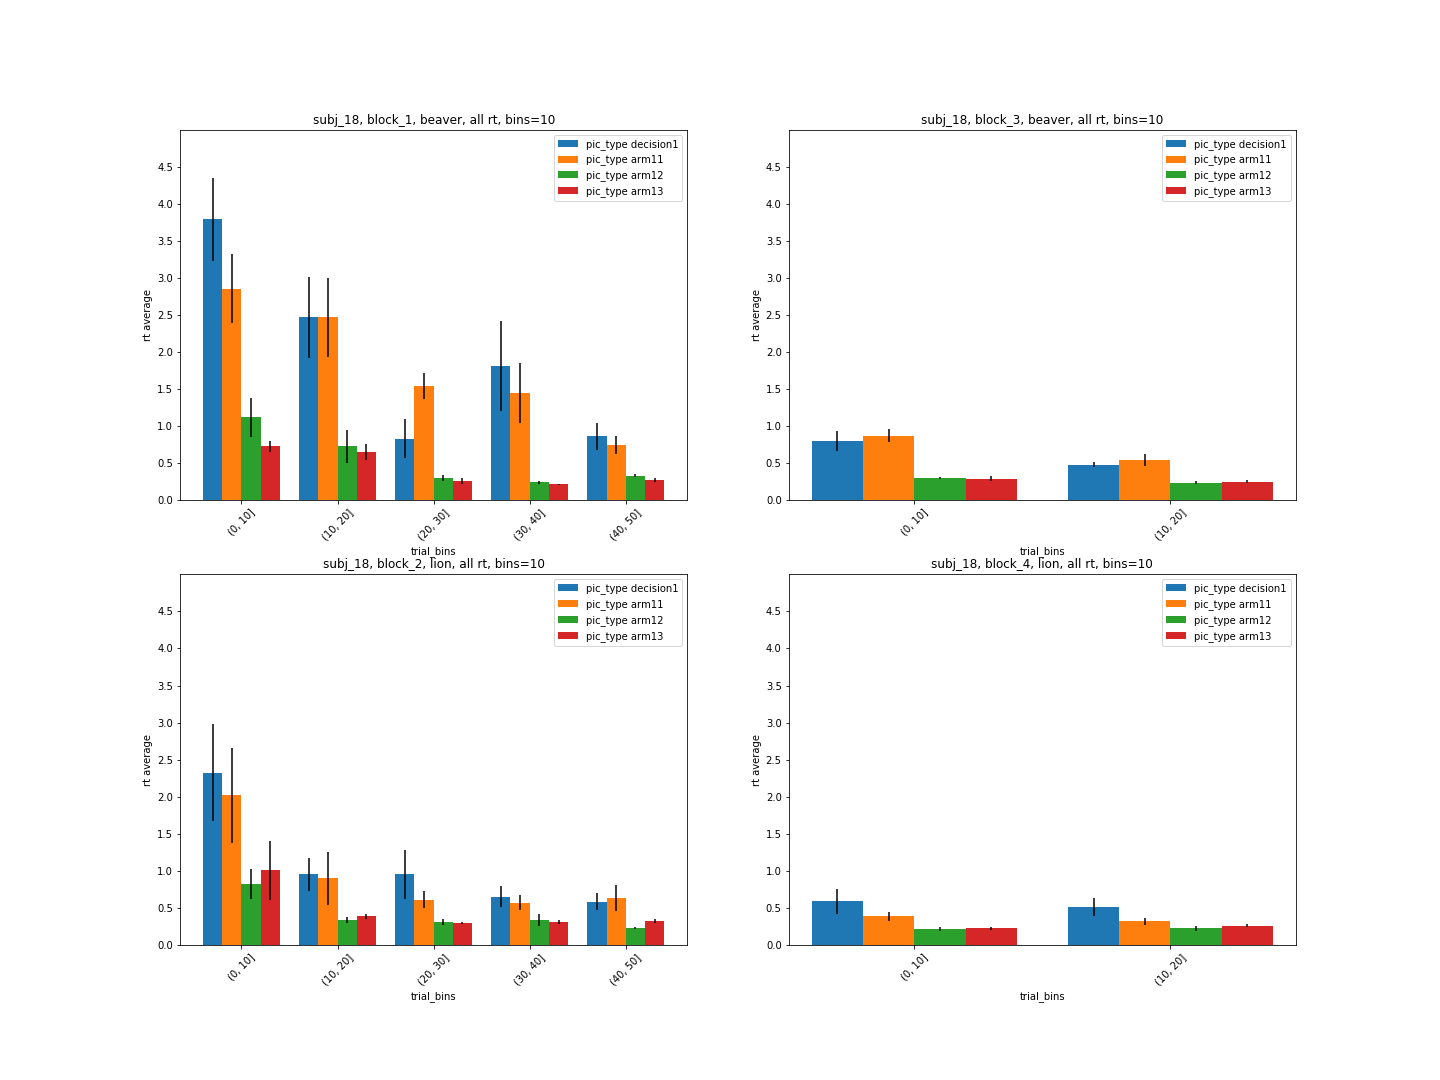 subj_18, block_1, beaver, all rt, bins=10
pic_type decision1
pic_type arm11
pic_type arm12
pic_type arm13
4.5
4.0
3.5
3.0
2.5
2.0
1.5
1.0
0.5
0.0
rt average
(0, 10]
(10, 20]
(20, 30]
(30, 40]
(40, 50]
trial_bins
subj_18, block_3, beaver, all rt, bins=10
pic_type decision1
pic_type arm11
pic_type arm12
pic_type arm13
4.5
4.0
3.5
3.0
2.5
2.0
1.5
1.0
0.5
0.0
rt average
(0, 10]
(10, 20]
trial_bins
subj_18, block_2, lion, all rt, bins=10
pic_type decision1
pic_type arm11
pic_type arm12
pic_type arm13
4.5
4.0
3.5
3.0
2.5
2.0
1.5
1.0
0.5
0.0
rt average
(0, 10]
(10, 20]
(20, 30]
(30, 40]
(40, 50]
trial_bins
subj_18, block_4, lion, all rt, bins=10
pic_type decision1
pic_type arm11
pic_type arm12
pic_type arm13
4.5
4.0
3.5
3.0
2.5
2.0
1.5
1.0
0.5
0.0
rt average
(0, 10]
(10, 20]
trial_bins